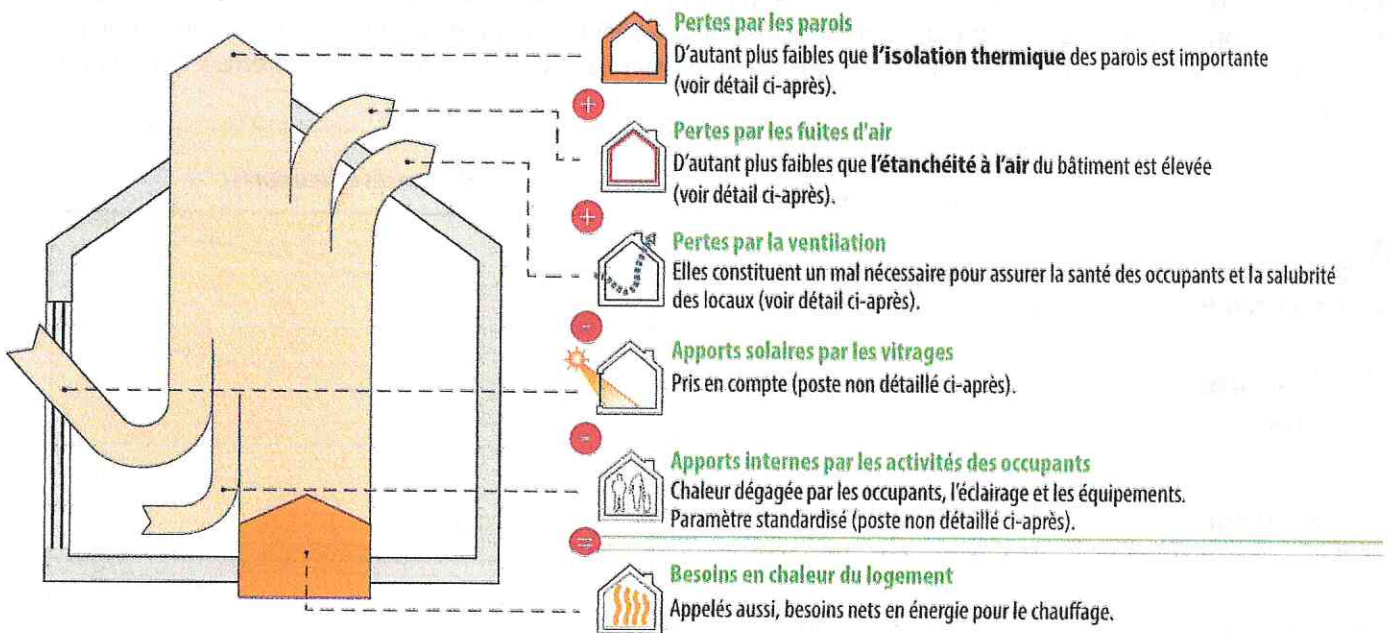 Pertes par les parois
D'autant plus faibles que l'isolation thermique des parois est importante
(voir détail ci-après).
+
Pertes par les fuites d'air
D'autant plus faibles que l'étanchéité à l'air du bâtiment est élevée
(voir détail ci-après).
+
Pertes par la ventilation
Elles constituent un mal nécessaire pour assurer la santé des occupants et la salubrité
des locaux (voir détail ci-après).
-
Apports solaires par les vitrages
Pris en compte (poste non détaillé ci-après).
-
Apports internes par les activités des occupants
Chaleur dégagée par les occupants, l'éclairage et les équipements.
Paramètre standardisé (poste non détaillé ci-après).
=
Besoins en chaleur du logement
Appelés aussi, besoins nets en énergie pour le chauffage.